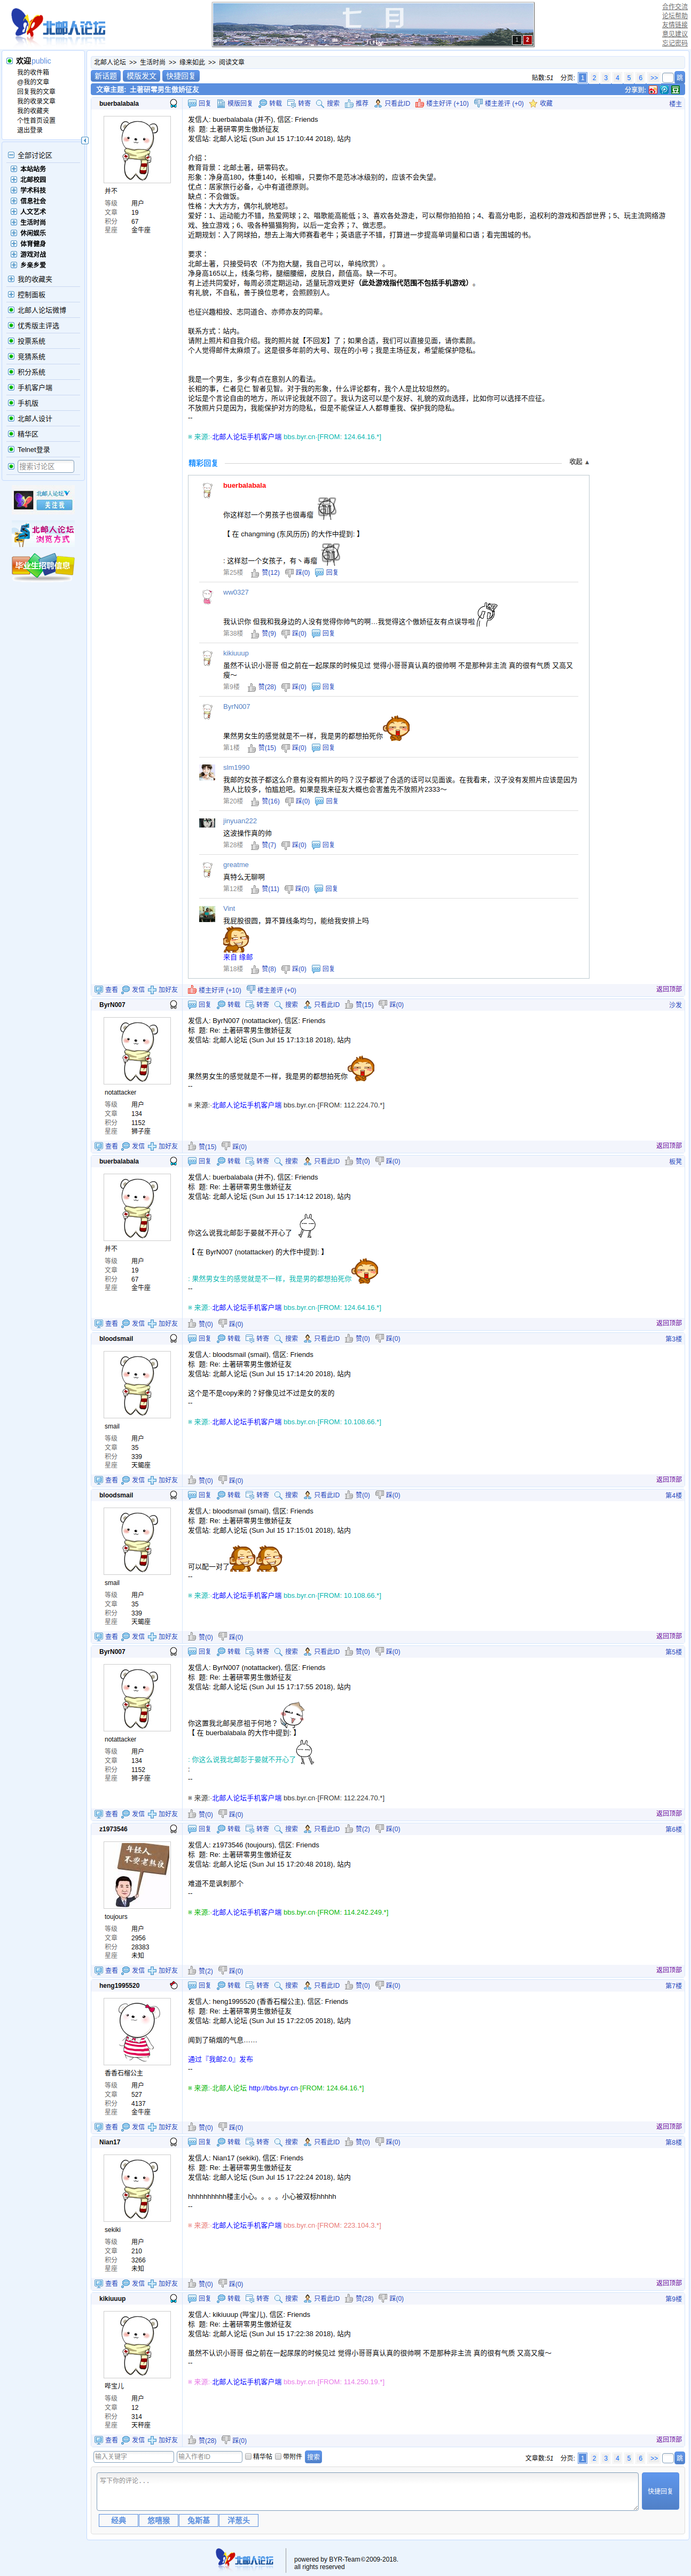 北邮人论坛
七 月
1 2
合作交流
论坛帮助
友情链接
意见建议
忘记密码
欢迎public
我的收件箱
@我的文章
回复我的文章
我的收录文章
我的收藏夹
个性首页设置
退出登录
全部讨论区
本站站务
北邮校园
学术科技
信息社会
人文艺术
生活时尚
休闲娱乐
体育健身
游戏对战
乡亲乡爱
我的收藏夹
控制面板
北邮人论坛微博
优秀版主评选
投票系统
竞猜系统
积分系统
手机客户端
手机版
北邮人设计
精华区
Telnet登录
搜索讨论区
北邮人论坛
关注我
北邮人论坛
浏览方式
毕业生招聘信息
北邮人论坛 >> 生活时尚 >> 缘来如此 >> 阅读文章
新话题 模版发文 快捷回复
贴数:51 分页: 1 2 3 4 5 6 >> 跳
文章主题: 土著研零男生傲娇征友
分享到:
buerbalabala
回复 模版回复 转载 转寄 搜索 推荐 只看此ID 楼主好评 (+10) 楼主差评 (+0) 收藏 楼主
井不
等级 用户
文章 19
积分 67
星座 金牛座
发信人: buerbalabala (井不), 信区: Friends
标 题: 土著研零男生傲娇征友
发信站: 北邮人论坛 (Sun Jul 15 17:10:44 2018), 站内
介绍：
教育背景：北邮土著，研零码农。
形象：净身高180，体重140，长相嘛，只要你不是范冰冰级别的，应该不会失望。
优点：居家旅行必备，心中有道德原则。
缺点：不会做饭。
性格：大大方方，偶尔礼貌地怼。
爱好：1、运动能力不错，热爱网球；2、唱歌能高能低；3、喜欢各处游走，可以帮你拍拍拍；4、看高分电影，追权利的游戏和西部世界；5、玩主流网络游戏、独立游戏；6、吸各种猫猫狗狗，以后一定会养；7、做志愿。
近期规划：入了网球拍，想去上海大师赛看老牛；英语底子不错，打算进一步提高单词量和口语；看完围城的书。
要求：
北邮土著，只接受码农（不为抱大腿，我自己可以，单纯欣赏）。
净身高165以上，线条匀称，腿细腰细，皮肤白，颜值高。缺一不可。
有上述共同爱好，每周必须定期运动，适量玩游戏更好（此处游戏指代范围不包括手机游戏）。
有礼貌，不自私，善于换位思考，会照顾别人。
也征兴趣相投、志同道合、亦师亦友的同辈。
联系方式：站内。
请附上照片和自我介绍。我的照片就【不回发】了；如果合适，我们可以直接见面，请你素颜。
个人觉得邮件太麻烦了。这是很多年前的大号、现在的小号；我是主场征友，希望能保护隐私。
我是一个男生，多少有点在意别人的看法。
长相的事，仁者见仁 智者见智。对于我的形象，什么评论都有，我个人是比较坦然的。
论坛是个言论自由的地方，所以评论我就不回了。我认为这可以是个友好、礼貌的双向选择，比如你可以选择不应征。
不放照片只是因为，我能保护对方的隐私，但是不能保证人人都尊重我、保护我的隐私。
--
※ 来源:·北邮人论坛手机客户端 bbs.byr.cn·[FROM: 124.64.16.*]
精彩回复
收起 ▲
buerbalabala
你这样怼一个男孩子也很毒瘤
【 在 changming (东风历历) 的大作中提到: 】
: 这样怼一个女孩子，有丶毒瘤
第25楼 赞(12) 踩(0) 回复
ww0327
我认识你 但我和我身边的人没有觉得你帅气的啊…我觉得这个傲娇征友有点误导啦
第38楼 赞(9) 踩(0) 回复
kikiuuup
虽然不认识小哥哥 但之前在一起尿尿的时候见过 觉得小哥哥真认真的很帅啊 不是那种非主流 真的很有气质 又高又瘦～
第9楼 赞(28) 踩(0) 回复
ByrN007
果然男女生的感觉就是不一样，我是男的都想拍死你
第1楼 赞(15) 踩(0) 回复
slm1990
我邮的女孩子都这么介意有没有照片的吗？汉子都说了合适的话可以见面谈。在我看来，汉子没有发照片应该是因为熟人比较多，怕尴尬吧。如果是我来征友大概也会害羞先不放照片2333～
第20楼 赞(16) 踩(0) 回复
jinyuan222
这波操作真的帅
第28楼 赞(7) 踩(0) 回复
greatme
真特么无聊啊
第12楼 赞(11) 踩(0) 回复
Vint
我屁股很圆，算不算线条均匀，能给我安排上吗
来自 缘邮
第18楼 赞(8) 踩(0) 回复
查看 发信 加好友 楼主好评 (+10) 楼主差评 (+0) 返回顶部
ByrN007
回复 转载 转寄 搜索 只看此ID 赞(15) 踩(0) 沙发
notattacker
等级 用户
文章 134
积分 1152
星座 狮子座
发信人: ByrN007 (notattacker), 信区: Friends
标 题: Re: 土著研零男生傲娇征友
发信站: 北邮人论坛 (Sun Jul 15 17:13:18 2018), 站内
果然男女生的感觉就是不一样，我是男的都想拍死你
--
※ 来源:·北邮人论坛手机客户端 bbs.byr.cn·[FROM: 112.224.70.*]
查看 发信 加好友 赞(15) 踩(0) 返回顶部
buerbalabala
回复 转载 转寄 搜索 只看此ID 赞(0) 踩(0) 板凳
井不
等级 用户
文章 19
积分 67
星座 金牛座
发信人: buerbalabala (井不), 信区: Friends
标 题: Re: 土著研零男生傲娇征友
发信站: 北邮人论坛 (Sun Jul 15 17:14:12 2018), 站内
你这么说我北邮彭于晏就不开心了
【 在 ByrN007 (notattacker) 的大作中提到: 】
: 果然男女生的感觉就是不一样，我是男的都想拍死你
--
※ 来源:·北邮人论坛手机客户端 bbs.byr.cn·[FROM: 124.64.16.*]
查看 发信 加好友 赞(0) 踩(0) 返回顶部
bloodsmail
回复 转载 转寄 搜索 只看此ID 赞(0) 踩(0) 第3楼
smail
等级 用户
文章 35
积分 339
星座 天蝎座
发信人: bloodsmail (smail), 信区: Friends
标 题: Re: 土著研零男生傲娇征友
发信站: 北邮人论坛 (Sun Jul 15 17:14:20 2018), 站内
这个是不是copy来的？好像见过不过是女的发的
--
※ 来源:·北邮人论坛手机客户端 bbs.byr.cn·[FROM: 10.108.66.*]
查看 发信 加好友 赞(0) 踩(0) 返回顶部
bloodsmail
回复 转载 转寄 搜索 只看此ID 赞(0) 踩(0) 第4楼
smail
等级 用户
文章 35
积分 339
星座 天蝎座
发信人: bloodsmail (smail), 信区: Friends
标 题: Re: 土著研零男生傲娇征友
发信站: 北邮人论坛 (Sun Jul 15 17:15:01 2018), 站内
可以配一对了
--
※ 来源:·北邮人论坛手机客户端 bbs.byr.cn·[FROM: 10.108.66.*]
查看 发信 加好友 赞(0) 踩(0) 返回顶部
ByrN007
回复 转载 转寄 搜索 只看此ID 赞(0) 踩(0) 第5楼
notattacker
等级 用户
文章 134
积分 1152
星座 狮子座
发信人: ByrN007 (notattacker), 信区: Friends
标 题: Re: 土著研零男生傲娇征友
发信站: 北邮人论坛 (Sun Jul 15 17:17:55 2018), 站内
你这置我北邮吴彦祖于何地？
【 在 buerbalabala 的大作中提到: 】
: 你这么说我北邮彭于晏就不开心了
:
--
※ 来源:·北邮人论坛手机客户端 bbs.byr.cn·[FROM: 112.224.70.*]
查看 发信 加好友 赞(0) 踩(0) 返回顶部
z1973546
回复 转载 转寄 搜索 只看此ID 赞(2) 踩(0) 第6楼
年轻人不安老热伏
toujours
等级 用户
文章 2956
积分 28383
星座 未知
发信人: z1973546 (toujours), 信区: Friends
标 题: Re: 土著研零男生傲娇征友
发信站: 北邮人论坛 (Sun Jul 15 17:20:48 2018), 站内
难道不是讽刺那个
--
※ 来源:·北邮人论坛手机客户端 bbs.byr.cn·[FROM: 114.242.249.*]
查看 发信 加好友 赞(2) 踩(0) 返回顶部
heng1995520
回复 转载 转寄 搜索 只看此ID 赞(0) 踩(0) 第7楼
香香石榴公主
等级 用户
文章 527
积分 4137
星座 金牛座
发信人: heng1995520 (香香石榴公主), 信区: Friends
标 题: Re: 土著研零男生傲娇征友
发信站: 北邮人论坛 (Sun Jul 15 17:22:05 2018), 站内
闻到了硝烟的气息……
通过『我邮2.0』发布
--
※ 来源:·北邮人论坛 http://bbs.byr.cn·[FROM: 124.64.16.*]
查看 发信 加好友 赞(0) 踩(0) 返回顶部
Nian17
回复 转载 转寄 搜索 只看此ID 赞(0) 踩(0) 第8楼
sekiki
等级 用户
文章 210
积分 3266
星座 未知
发信人: Nian17 (sekiki), 信区: Friends
标 题: Re: 土著研零男生傲娇征友
发信站: 北邮人论坛 (Sun Jul 15 17:22:24 2018), 站内
hhhhhhhhhh楼主小心。。。。小心被双标hhhhh
--
※ 来源:·北邮人论坛手机客户端 bbs.byr.cn·[FROM: 223.104.3.*]
查看 发信 加好友 赞(0) 踩(0) 返回顶部
kikiuuup
回复 转载 转寄 搜索 只看此ID 赞(28) 踩(0) 第9楼
哔宝儿
等级 用户
文章 12
积分 314
星座 天秤座
发信人: kikiuuup (哔宝儿), 信区: Friends
标 题: Re: 土著研零男生傲娇征友
发信站: 北邮人论坛 (Sun Jul 15 17:22:38 2018), 站内
虽然不认识小哥哥 但之前在一起尿尿的时候见过 觉得小哥哥真认真的很帅啊 不是那种非主流 真的很有气质 又高又瘦～
--
※ 来源:·北邮人论坛手机客户端 bbs.byr.cn·[FROM: 114.250.19.*]
查看 发信 加好友 赞(28) 踩(0) 返回顶部
输入关键字 输入作者ID 精华帖 带附件 搜索
文章数:51 分页: 1 2 3 4 5 6 >> 跳
写下你的评论...
快捷回复
经典 悠嘻猴 兔斯基 洋葱头
北邮人论坛
powered by BYR-Team©2009-2018.
all rights reserved